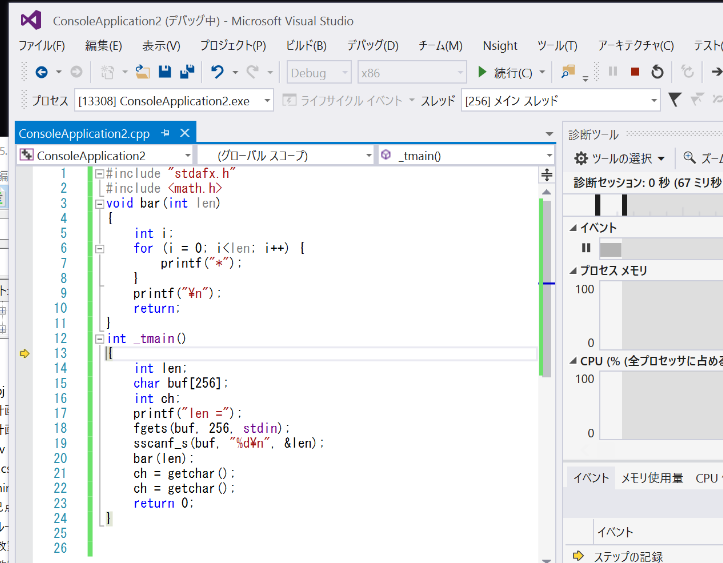 ConsoleApplication2 (デバッグ中) - Microsoft Visual Studio
ファイル(F) 編集(E) 表示(V) プロジェクト(P) ビルド(B) デバッグ(D) チーム(M) Nsight ツール(T) アーキテクチャ(C) テスト(
Debug x86 続行(C)
プロセス [13308] ConsoleApplication2.exe ライフサイクル イベント スレッド [256] メイン スレッド
ConsoleApplication2.cpp
ConsoleApplication2 (グローバル スコープ) _tmain()
1 #include "stdafx.h"
2 #include <math.h>
3 void bar(int len)
4 {
5 int i;
6 for (i = 0; i<len; i++) {
7 printf("*");
8 }
9 printf("¥n");
10 return;
11 }
12 int _tmain()
13 {
14 int len;
15 char buf[256];
16 int ch;
17 printf("len =");
18 fgets(buf, 256, stdin);
19 sscanf_s(buf, "%d¥n", &len);
20 bar(len);
21 ch = getchar();
22 ch = getchar();
23 return 0;
24 }
25
26
診断ツール
ツールの選択 ズーム
診断セッション: 0 秒 (67 ミリ秒
イベント
プロセス メモリ
100
0
CPU (% (全プロセッサに占める
100
0
イベント メモリ使用量 CPU
イベント
ステップの記録